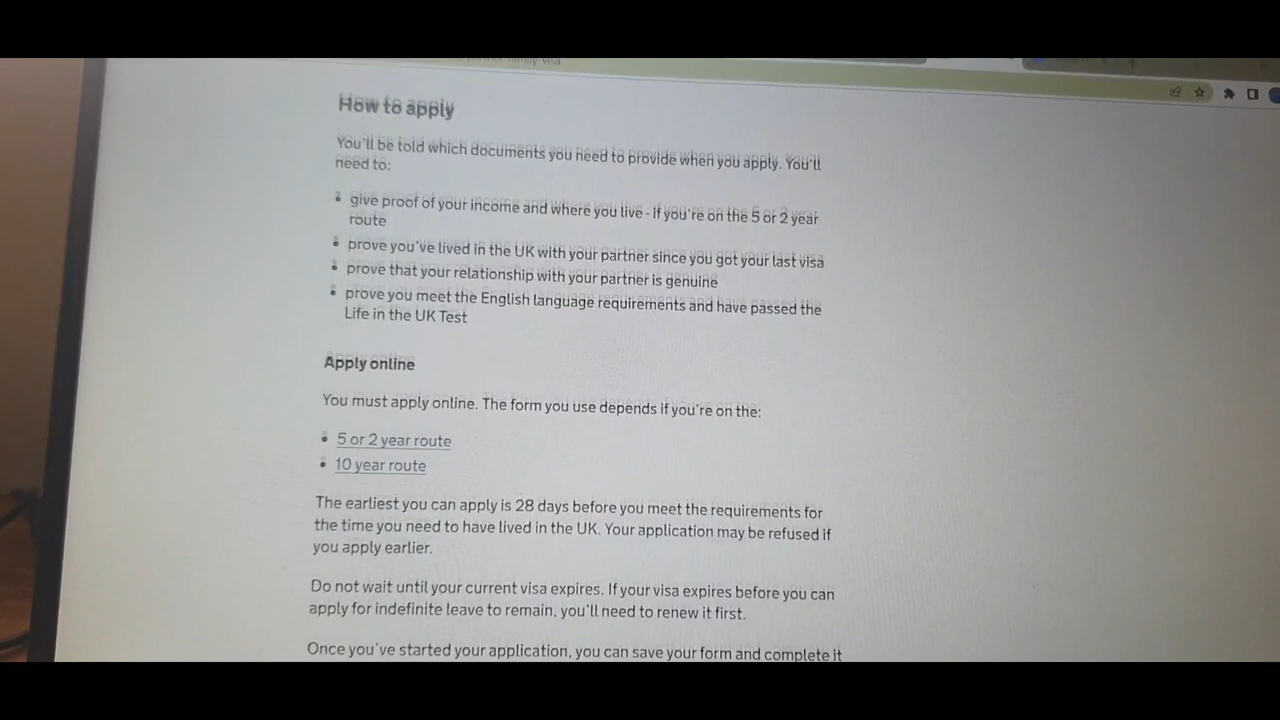 How to apply
You'll be told which documents you need to provide when you apply. You'll
need to:
• give proof of your income and where you live - if you're on the 5 or 2 year
route
• prove you've lived in the UK with your partner since you got your last visa
• prove that your relationship with your partner is genuine
• prove you meet the English language requirements and have passed the
Life in the UK Test
Apply online
You must apply online. The form you use depends if you're on the:
• 5 or 2 year route
• 10 year route
The earliest you can apply is 28 days before you meet the requirements for
the time you need to have lived in the UK. Your application may be refused if
you apply earlier.
Do not wait until your current visa expires. If your visa expires before you can
apply for indefinite leave to remain, you'll need to renew it first.
Once you've started your application, you can save your form and complete it